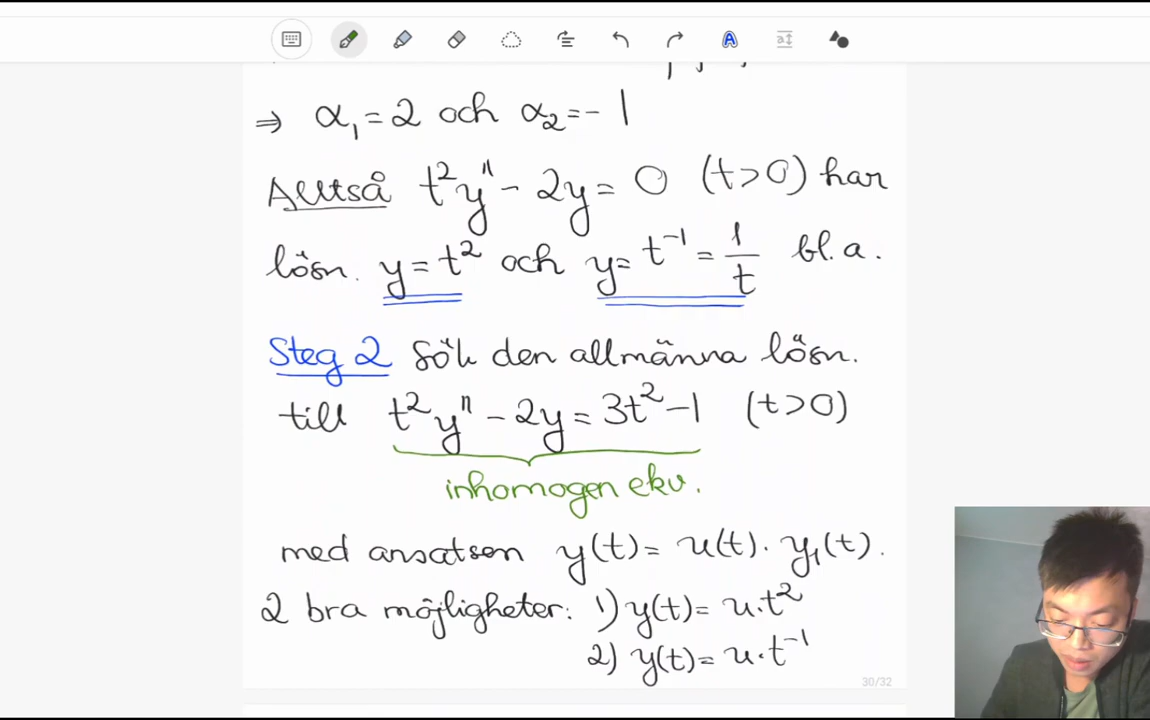 ⇒ α₁ = 2 och α₂ = -1
Alltså t²y'' - 2y = 0 (t>0) har
lösn. y = t² och y = t⁻¹ = 1/t bl. a.
Steg 2 Sök den allmänna lösn.
till t²y'' - 2y = 3t² - 1 (t>0)
inhomogen ekv.
med ansatsen y(t) = u(t) · y₁(t).
2 bra möjligheter: 1) y(t) = u·t²
2) y(t) = u·t⁻¹
30/32